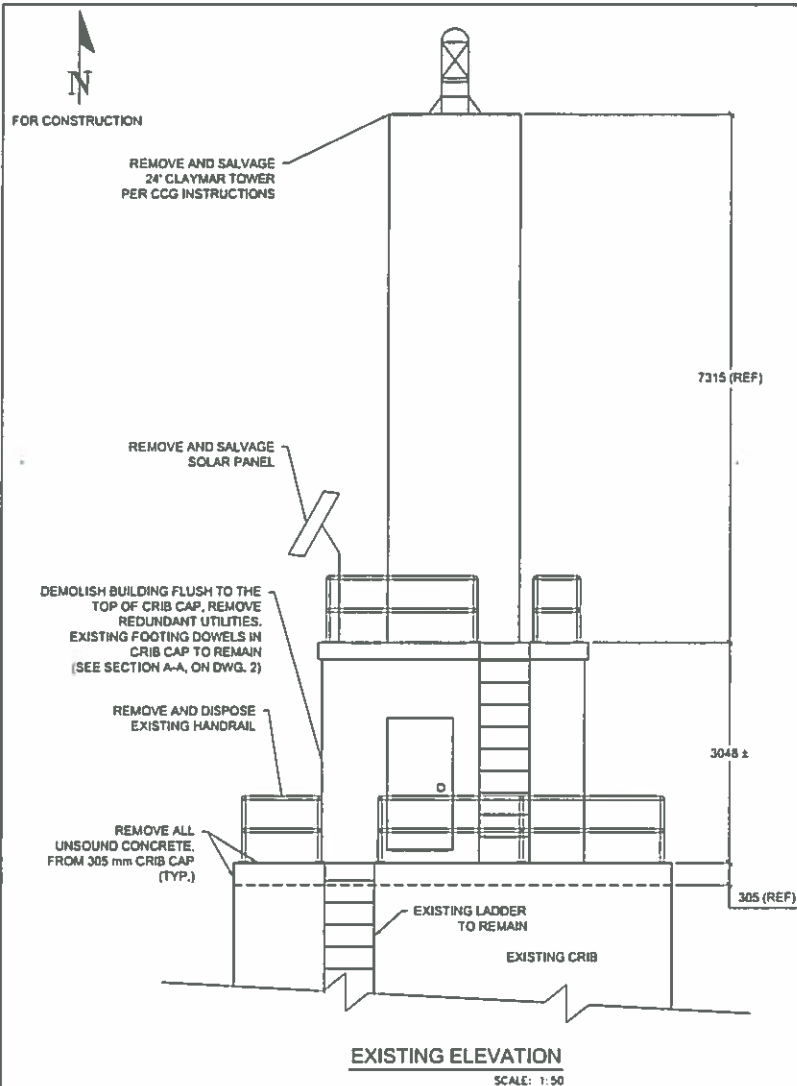 N
FOR CONSTRUCTION
REMOVE AND SALVAGE
24' CLAYMAR TOWER
PER CCG INSTRUCTIONS
7315 (REF)
REMOVE AND SALVAGE
SOLAR PANEL
DEMOLISH BUILDING FLUSH TO THE
TOP OF CRIB CAP, REMOVE
REDUNDANT UTILITIES.
EXISTING FOOTING DOWELS IN
CRIB CAP TO REMAIN
(SEE SECTION A-A, ON DWG. 2)
REMOVE AND DISPOSE
EXISTING HANDRAIL
3048 ±
REMOVE ALL
UNSOUND CONCRETE,
FROM 305 mm CRIB CAP
(TYP.)
305 (REF)
EXISTING LADDER
TO REMAIN
EXISTING CRIB
EXISTING ELEVATION
SCALE: 1:50